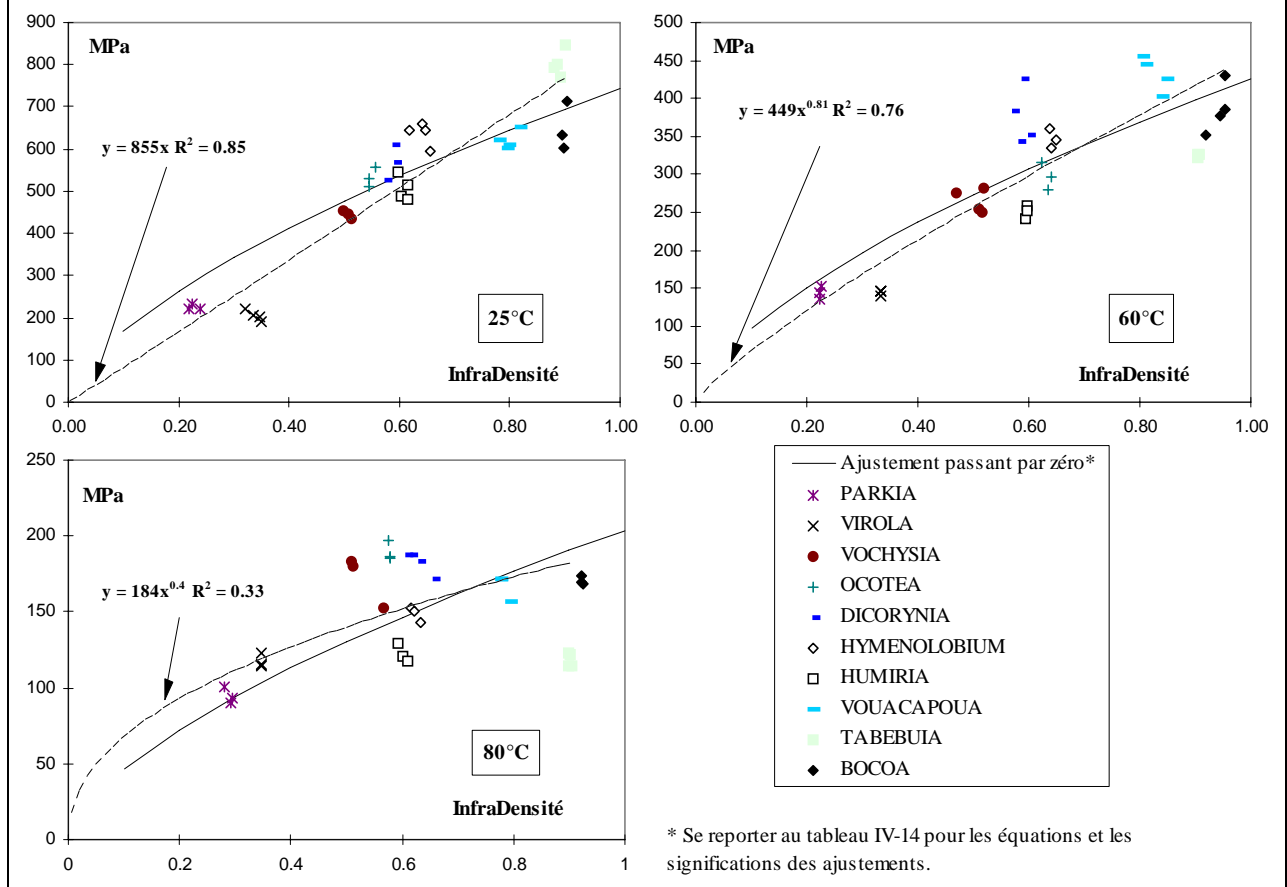 900
800
700
600
500
400
300
200
100
0
MPa
y = 855x R² = 0.85
25°C
InfraDensité
0.00 0.20 0.40 0.60 0.80 1.00
500
450
400
350
300
250
200
150
100
50
0
MPa
y = 449x^0.81 R² = 0.76
60°C
InfraDensité
0.00 0.20 0.40 0.60 0.80 1.00
250
200
150
100
50
0
MPa
y = 184x^0.4 R² = 0.33
80°C
InfraDensité
0 0.2 0.4 0.6 0.8 1
Ajustement passant par zéro*
PARKIA
VIROLA
VOCHYSIA
OCOTEA
DICORYNIA
HYMENOLOBIUM
HUMIRIA
VOUACAPOUA
TABEBUIA
BOCOA
* Se reporter au tableau IV-14 pour les équations et les
significations des ajustements.